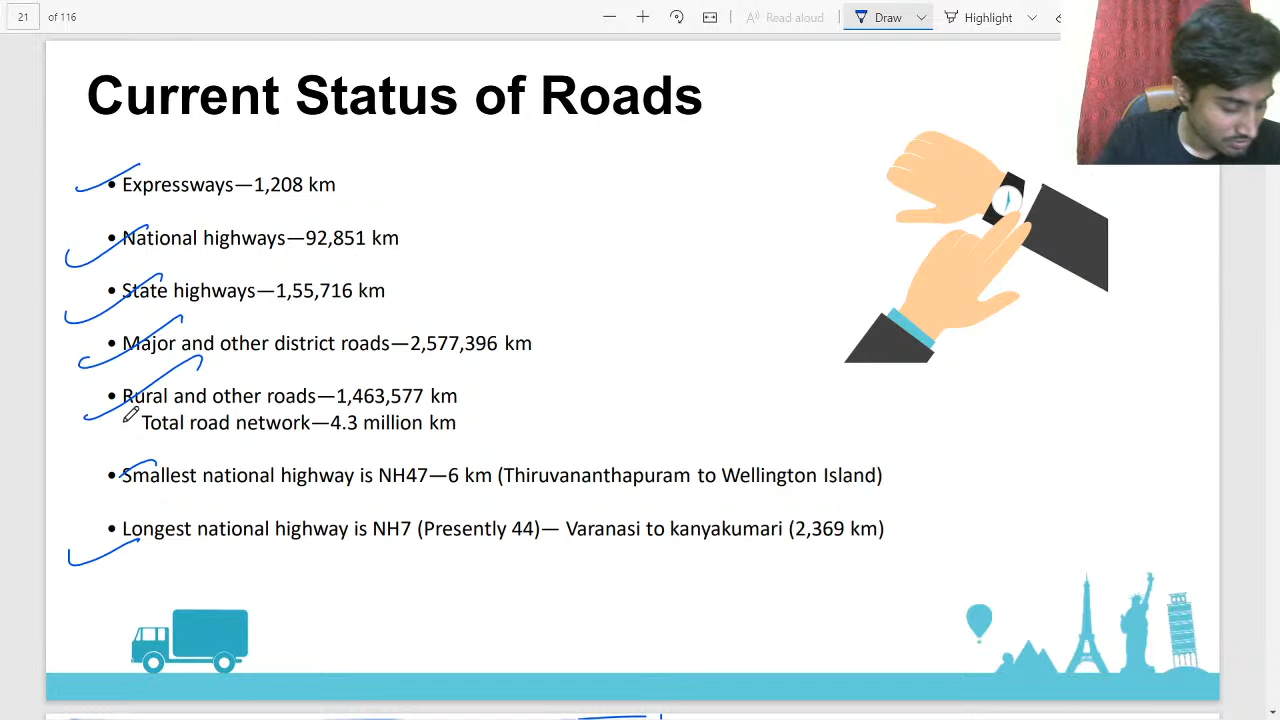 21 of 116
Read aloud
Draw
Highlight
Current Status of Roads
• Expressways—1,208 km
• National highways—92,851 km
• State highways—1,55,716 km
• Major and other district roads—2,577,396 km
• Rural and other roads—1,463,577 km
Total road network—4.3 million km
• Smallest national highway is NH47—6 km (Thiruvananthapuram to Wellington Island)
• Longest national highway is NH7 (Presently 44)— Varanasi to kanyakumari (2,369 km)